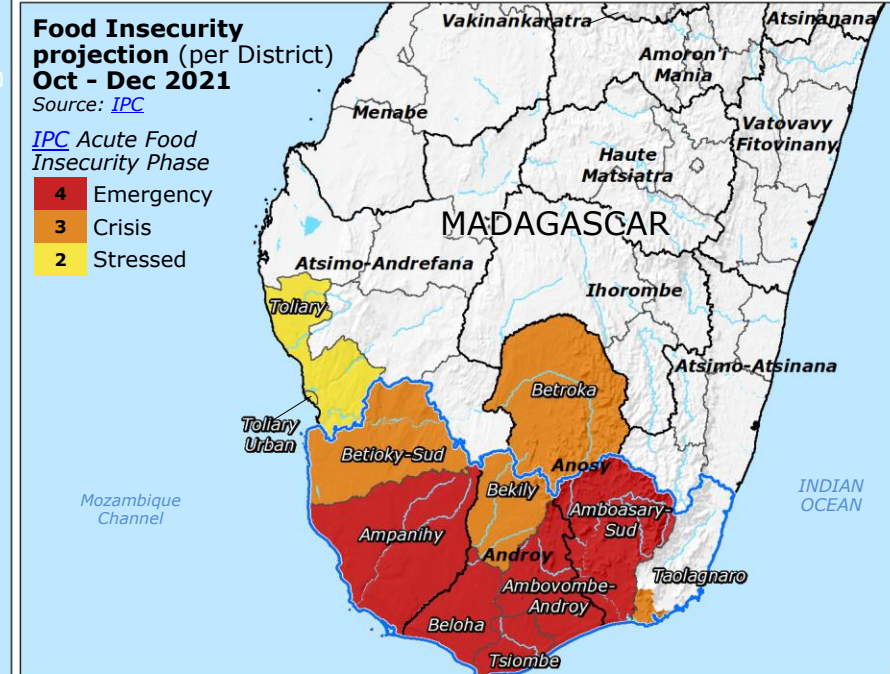 Food Insecurity
projection (per District)
Oct - Dec 2021
Source: IPC
IPC Acute Food
Insecurity Phase
4 Emergency
3 Crisis
2 Stressed
Vakinankaratra
Atsinanana
Amoron'i
Mania
Menabe
Vatovavy
Fitovinany
Haute
Matsiatra
MADAGASCAR
Atsimo-Andrefana
Ihorombe
Toliary
Atsimo-Atsinana
Betroka
Toliary
Urban
Betioky-Sud
Anosy
Bekily
Mozambique
Channel
INDIAN
OCEAN
Amboasary-
Sud
Ampanihy
Androy
Taolagnaro
Ambovombe-
Androy
Beloha
Tsiombe